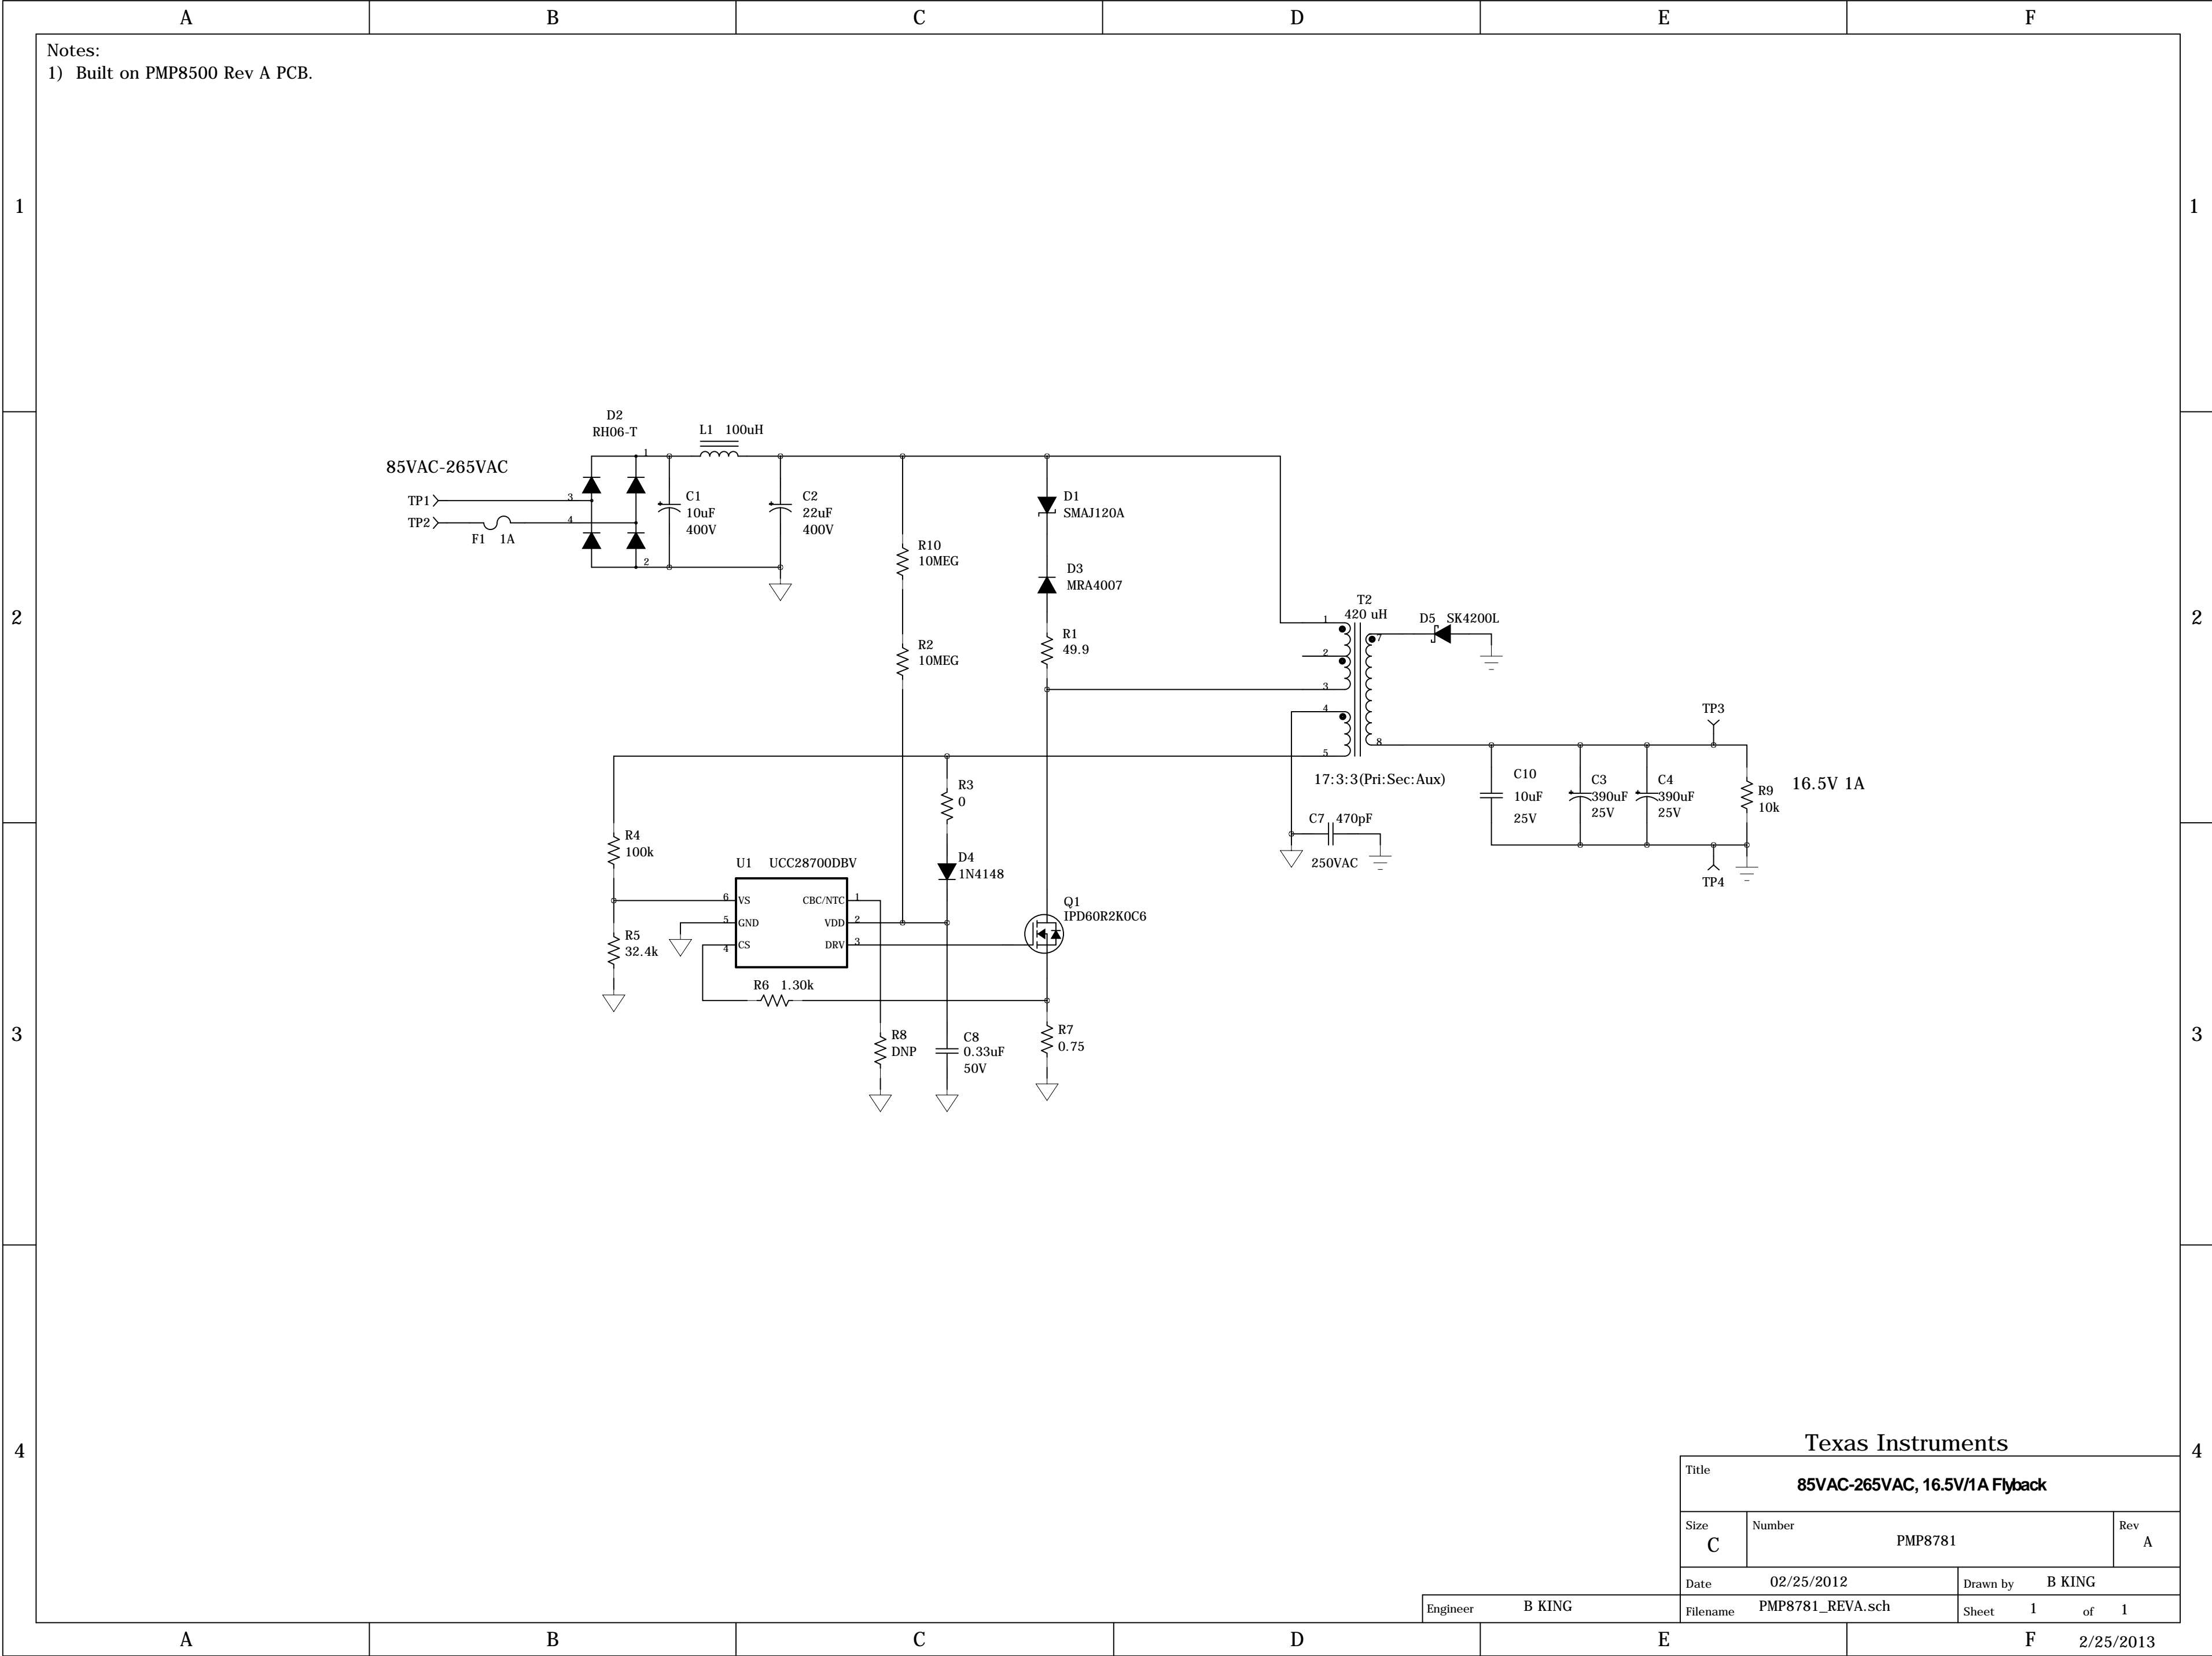 A B C D E F
Notes:
1) Built on PMP8500 Rev A PCB.
1 1
D2
RH06-T
L1 100uH
85VAC-265VAC
TP1
TP2
F1 1A
3
4
1
2
C1
10uF
400V
C2
22uF
400V
R10
10MEG
R2
10MEG
D1
SMAJ120A
D3
MRA4007
R1
49.9
2 2
T2
420 uH
1
2
3
4
5
7
8
D5 SK4200L
17:3:3(Pri:Sec:Aux)
C7 470pF
250VAC
TP3
C10
10uF
25V
C3
390uF
25V
C4
390uF
25V
R9
10k
16.5V 1A
TP4
R3
0
D4
1N4148
R4
100k
R5
32.4k
U1 UCC28700DBV
6 VS CBC/NTC 1
5 GND VDD 2
4 CS DRV 3
Q1
IPD60R2K0C6
R6 1.30k
R8
DNP
C8
0.33uF
50V
R7
0.75
3 3
4 4
Texas Instruments
Title
85VAC-265VAC, 16.5V/1A Flyback
Size
C
Number
PMP8781
Rev
A
Date 02/25/2012
Drawn by B KING
Engineer B KING
Filename PMP8781_REVA.sch
Sheet 1 of 1
A B C D E F
2/25/2013